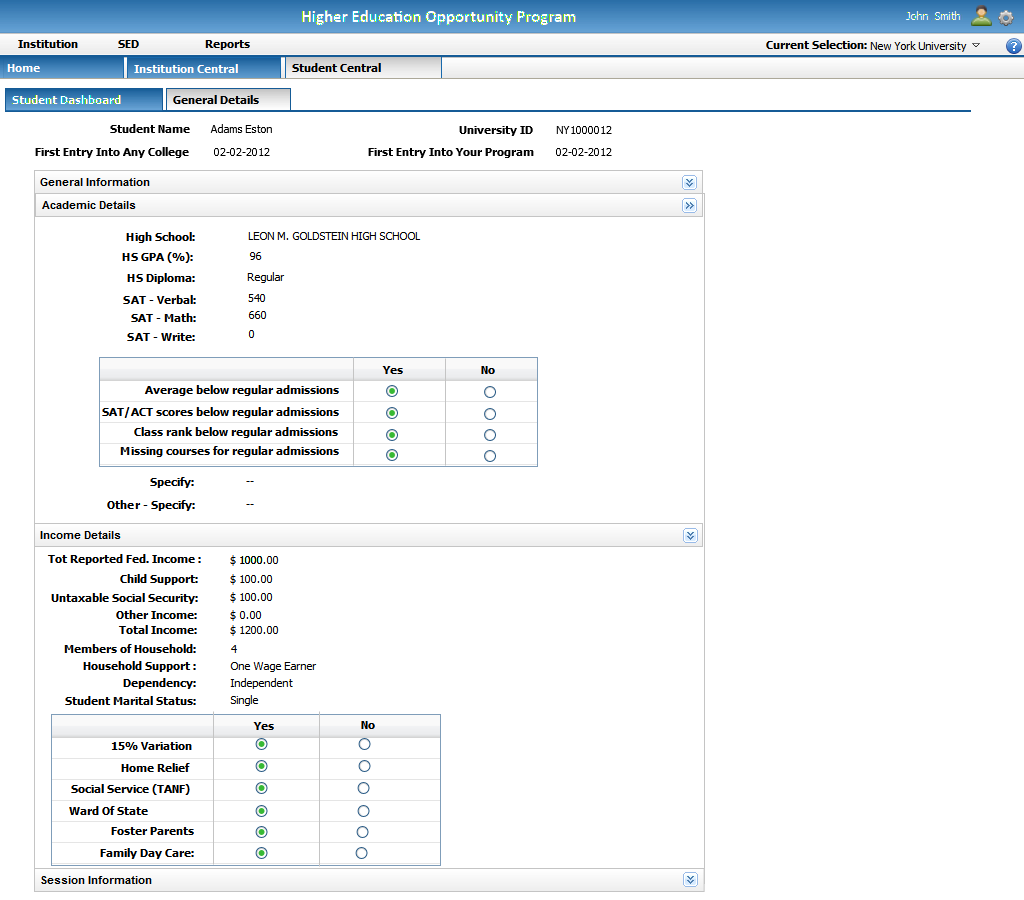 Higher Education Opportunity Program
John Smith
Institution SED Reports Current Selection: New York University ?
Home Institution Central Student Central
Student Dashboard General Details
Student Name Adams Eston University ID NY1000012
First Entry Into Any College 02-02-2012 First Entry Into Your Program 02-02-2012
General Information
Academic Details
High School: LEON M. GOLDSTEIN HIGH SCHOOL
HS GPA (%): 96
HS Diploma: Regular
SAT - Verbal: 540
SAT - Math: 660
SAT - Write: 0
Yes No
Average below regular admissions
SAT/ACT scores below regular admissions
Class rank below regular admissions
Missing courses for regular admissions
Specify: --
Other - Specify: --
Income Details
Tot Reported Fed. Income : $ 1000.00
Child Support: $ 100.00
Untaxable Social Security: $ 100.00
Other Income: $ 0.00
Total Income: $ 1200.00
Members of Household: 4
Household Support : One Wage Earner
Dependency: Independent
Student Marital Status: Single
Yes No
15% Variation
Home Relief
Social Service (TANF)
Ward Of State
Foster Parents
Family Day Care:
Session Information